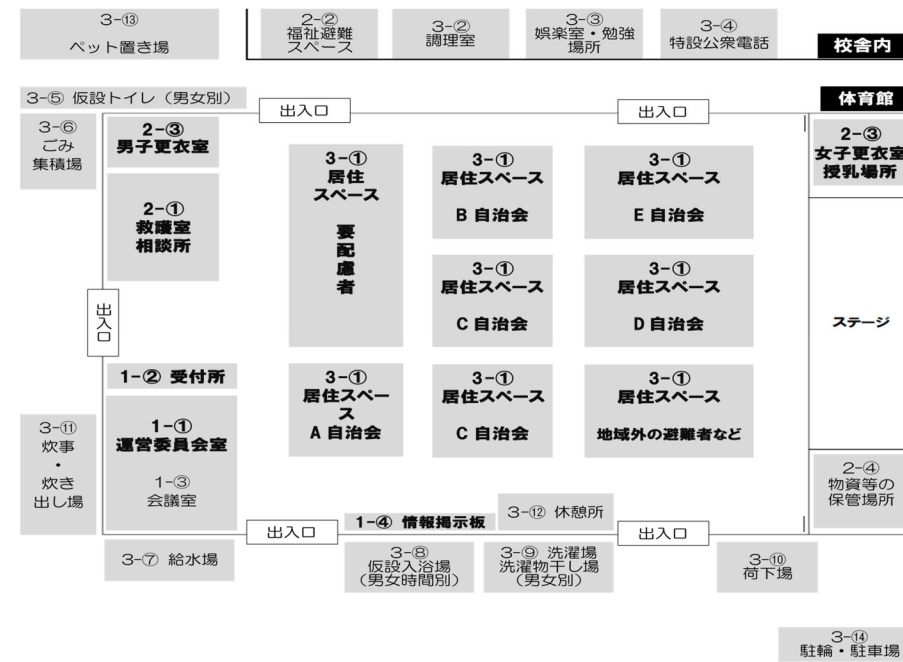 3-⑬
ペット置き場
2-②
福祉避難
スペース
3-②
調理室
3-③
娯楽室・勉強
場所
3-④
特設公衆電話
校舎内
3-⑤ 仮設トイレ（男女別）
出入口
出入口
体育館
3-⑥
ごみ
集積場
2-③
男子更衣室
2-①
救護室
相談所
3-①
居住
スペース
要
配
慮
者
3-①
居住スペース
B 自治会
3-①
居住スペース
E 自治会
2-③
女子更衣室
授乳場所
3-①
居住スペース
C 自治会
3-①
居住スペース
D 自治会
ステージ
出
入
口
1-② 受付所
3-①
居住スペー
ス
A 自治会
3-①
居住スペース
C 自治会
3-①
居住スペース
地域外の避難者など
3-⑪
炊事
・
炊き
出し場
1-①
運営委員会室
1-③
会議室
2-④
物資等の
保管場所
出入口
1-④ 情報掲示板
3-⑫ 休憩所
出入口
3-⑦ 給水場
3-⑧
仮設入浴場
（男女時間別）
3-⑨ 洗濯場
洗濯物干し場
（男女別）
3-⑩
荷下場
3-⑭
駐輪・駐車場